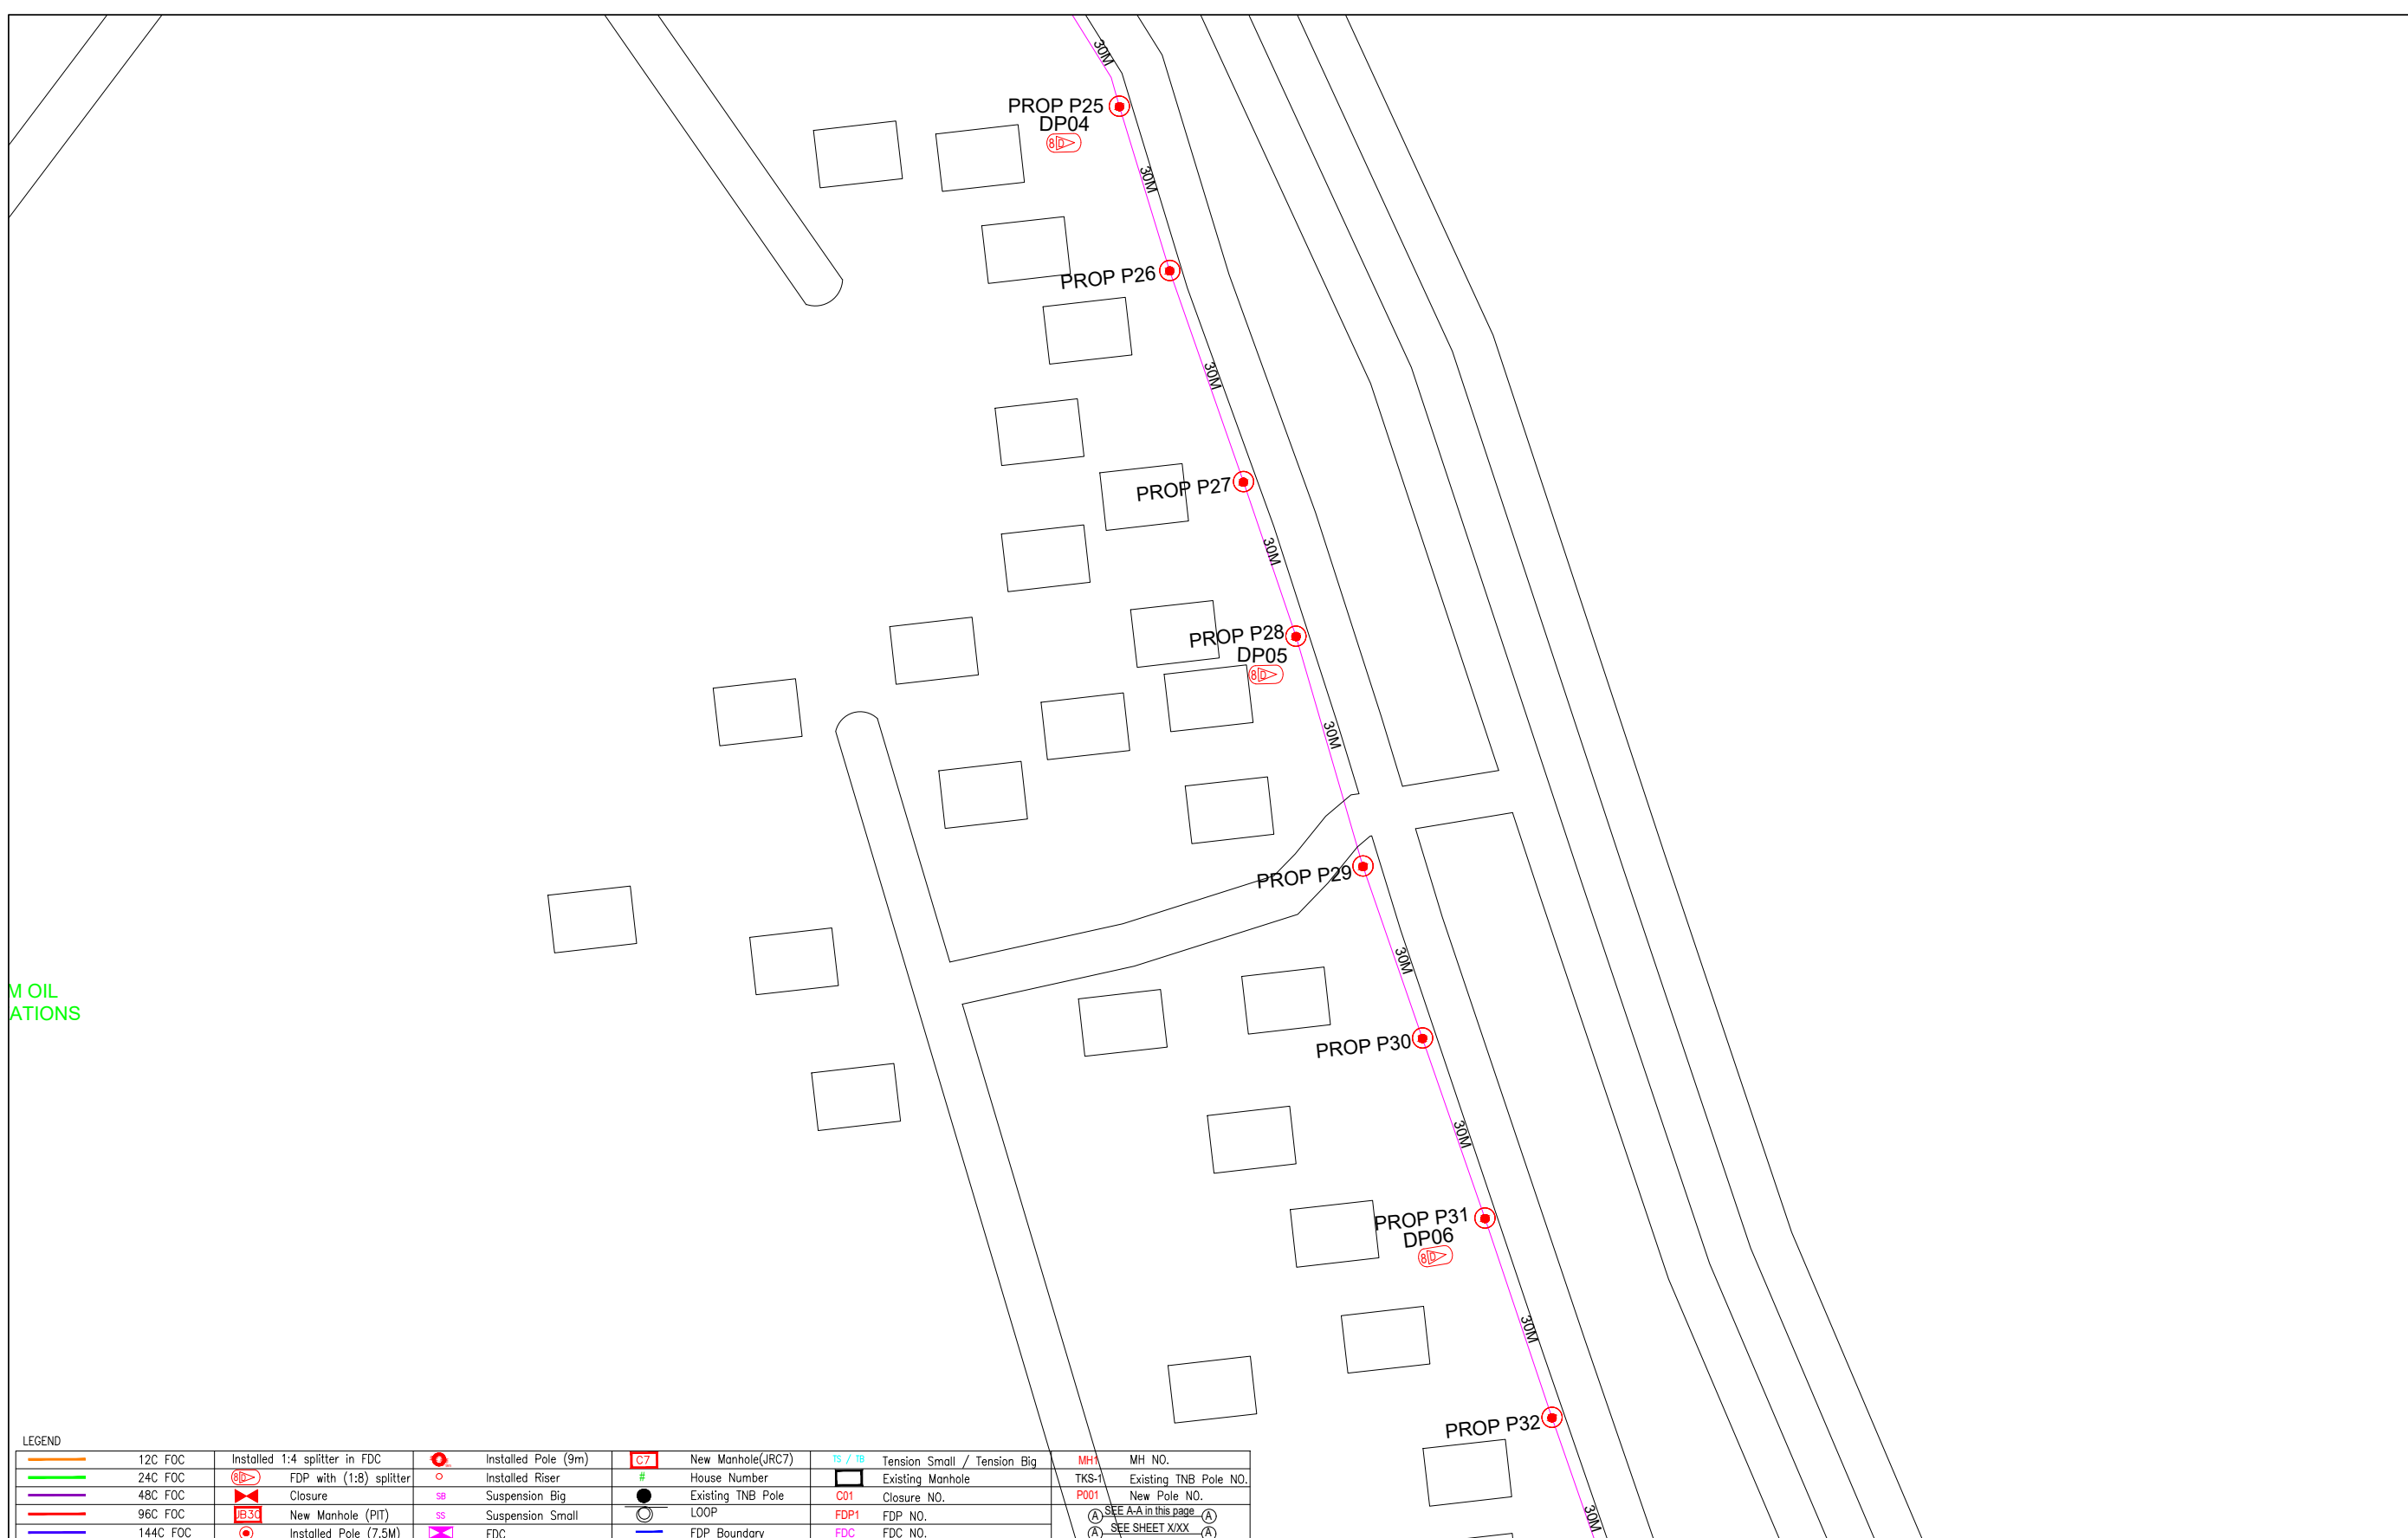 30M
PROP P25
DP04
8 D
30M
PROP P26
30M
PROP P27
30M
PROP P28
DP05
8 D
30M
PROP P29
30M
M OIL
ATIONS
PROP P30
30M
PROP P31
DP06
8 D
30M
PROP P32
30M
LEGEND
12C FOC
Installed 1:4 splitter in FDC
Installed Pole (9m)
C7 New Manhole(JRC7)
TS / TB Tension Small / Tension Big
MH1 MH NO.
24C FOC
8 D FDP with (1:8) splitter
Installed Riser
# House Number
Existing Manhole
TKS-1 Existing TNB Pole NO.
48C FOC
Closure
SB Suspension Big
Existing TNB Pole
C01 Closure NO.
P001 New Pole NO.
96C FOC
JB30 New Manhole (PIT)
SS Suspension Small
LOOP
FDP1 FDP NO.
A SEE A-A in this page A
144C FOC
Installed Pole (7.5M)
FDC
FDP Boundary
FDC FDC NO.
A SEE SHEET X/XX A